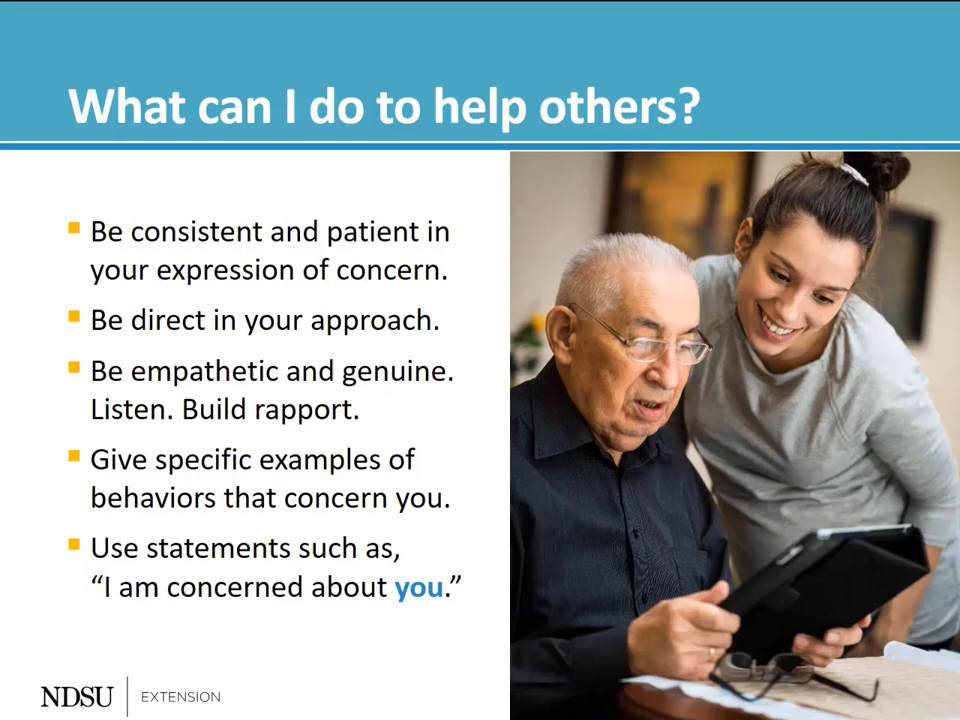 What can I do to help others?
Be consistent and patient in
your expression of concern.
Be direct in your approach.
Be empathetic and genuine.
Listen. Build rapport.
Give specific examples of
behaviors that concern you.
Use statements such as,
“I am concerned about you.”
NDSU EXTENSION